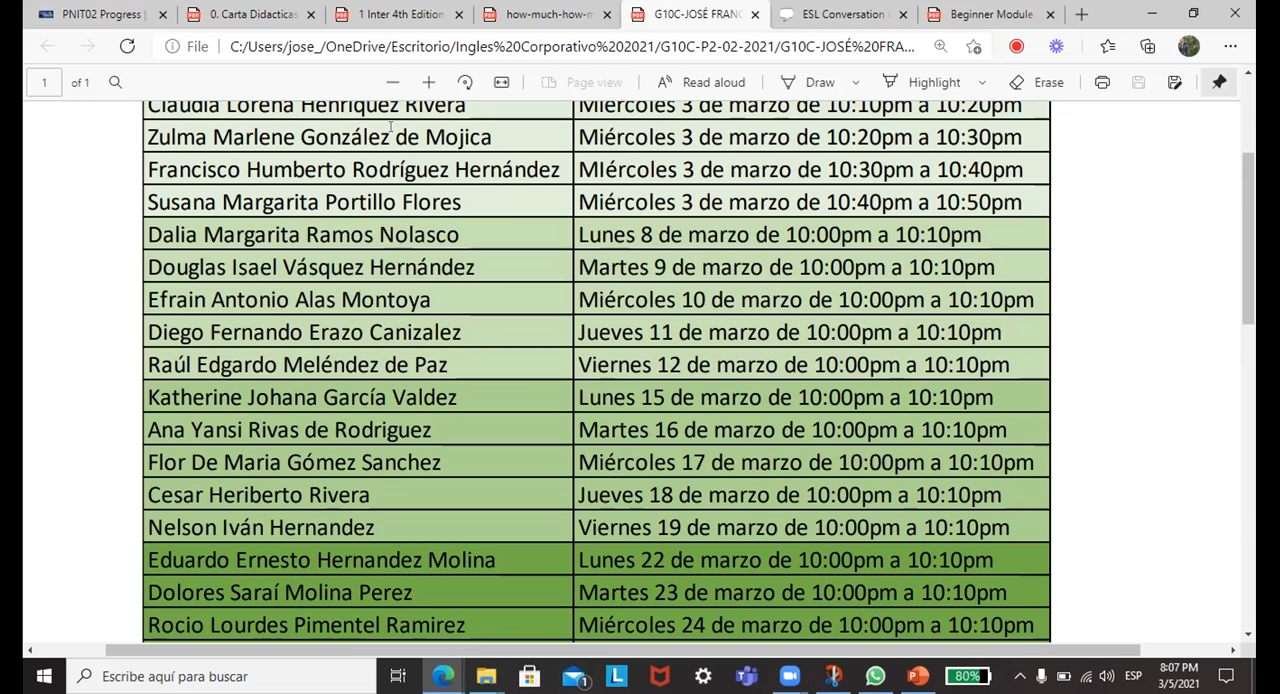 PNIT02 Progress
0. Carta Didacticas
1 Inter 4th Edition
how-much-how-m
G10C-JOSÉ FRANC
ESL Conversation
Beginner Module
File
C:/Users/jose_/OneDrive/Escritorio/Ingles%20Corporativo%202021/G10C-P2-02-2021/G10C-JOSÉ%20FRA...
1 of 1
Page view
Read aloud
Draw
Highlight
Erase
Claudia Lorena Henriquez Rivera Miércoles 3 de marzo de 10:10pm a 10:20pm
Zulma Marlene González de Mojica Miércoles 3 de marzo de 10:20pm a 10:30pm
Francisco Humberto Rodríguez Hernández MIércoles 3 de marzo de 10:30pm a 10:40pm
Susana Margarita Portillo Flores Miércoles 3 de marzo de 10:40pm a 10:50pm
Dalia Margarita Ramos Nolasco Lunes 8 de marzo de 10:00pm a 10:10pm
Douglas Isael Vásquez Hernández Martes 9 de marzo de 10:00pm a 10:10pm
Efrain Antonio Alas Montoya Miércoles 10 de marzo de 10:00pm a 10:10pm
Diego Fernando Erazo Canizalez Jueves 11 de marzo de 10:00pm a 10:10pm
Raúl Edgardo Meléndez de Paz Viernes 12 de marzo de 10:00pm a 10:10pm
Katherine Johana García Valdez Lunes 15 de marzo de 10:00pm a 10:10pm
Ana Yansi Rivas de Rodriguez Martes 16 de marzo de 10:00pm a 10:10pm
Flor De Maria Gómez Sanchez Miércoles 17 de marzo de 10:00pm a 10:10pm
Cesar Heriberto Rivera Jueves 18 de marzo de 10:00pm a 10:10pm
Nelson Iván Hernandez Viernes 19 de marzo de 10:00pm a 10:10pm
Eduardo Ernesto Hernandez Molina Lunes 22 de marzo de 10:00pm a 10:10pm
Dolores Saraí Molina Perez Martes 23 de marzo de 10:00pm a 10:10pm
Rocio Lourdes Pimentel Ramirez Miércoles 24 de marzo de 10:00pm a 10:10pm
Escribe aquí para buscar
80%
ESP
8:07 PM
3/5/2021